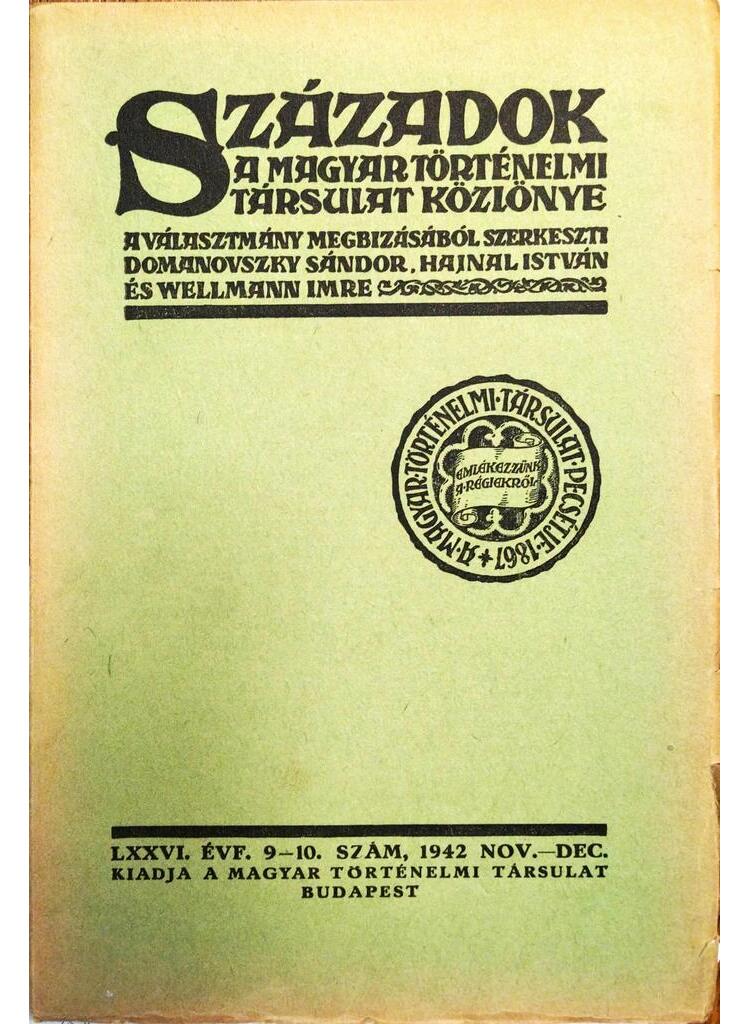 SZÁZADOK
A MAGYAR TÖRTÉNELMI
TÁRSULAT KÖZLÖNYE
A VÁLASZTMÁNY MEGBIZÁSÁBÓL SZERKESZTI
DOMANOVSZKY SÁNDOR, HAJNAL ISTVÁN
ÉS WELLMANN IMRE
A·MAGYAR·TÖRTÉNELMI·TÁRSULAT·PECSÉTJE·1867
EMLÉKEZZÜNK
A·RÉGIEKRŐL
LXXVI. ÉVF. 9—10. SZÁM, 1942 NOV.—DEC.
KIADJA A MAGYAR TÖRTÉNELMI TÁRSULAT
BUDAPEST